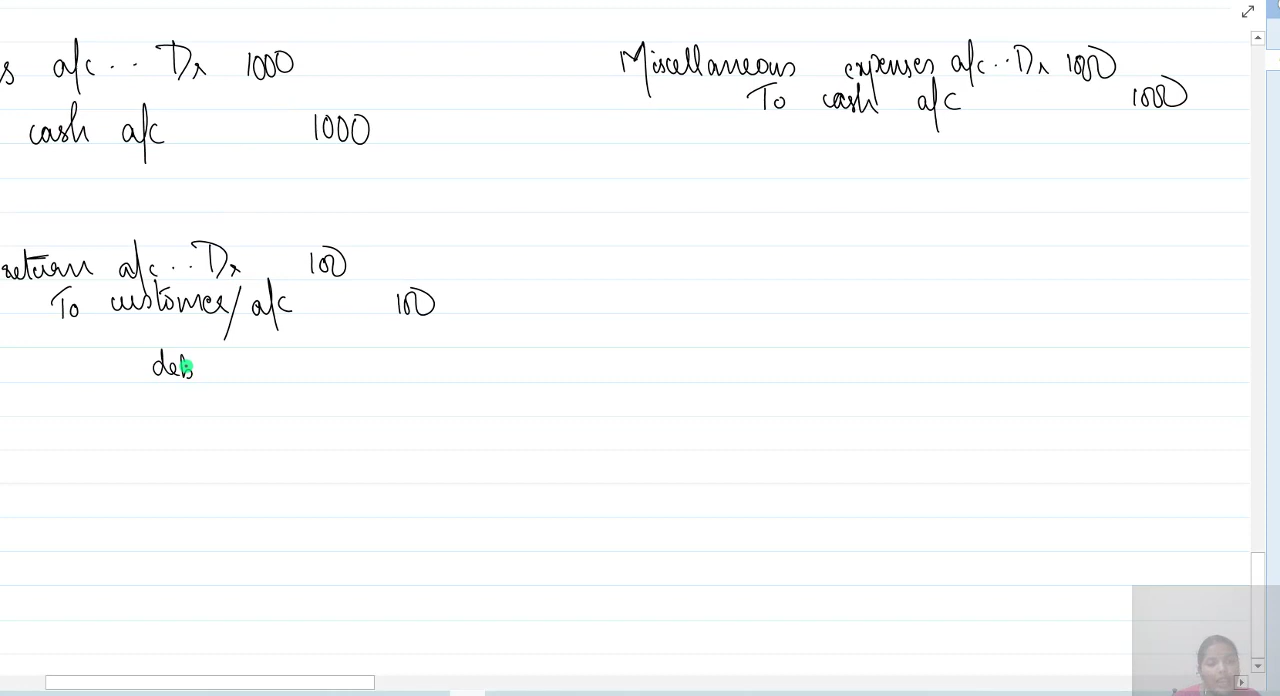 s a/c.. Dr 1000
cash a/c 1000
Miscellaneous expenses a/c..Dr 1000
To cash a/c 1000
return a/c..Dr 100
To customer/ a/c 100
deb